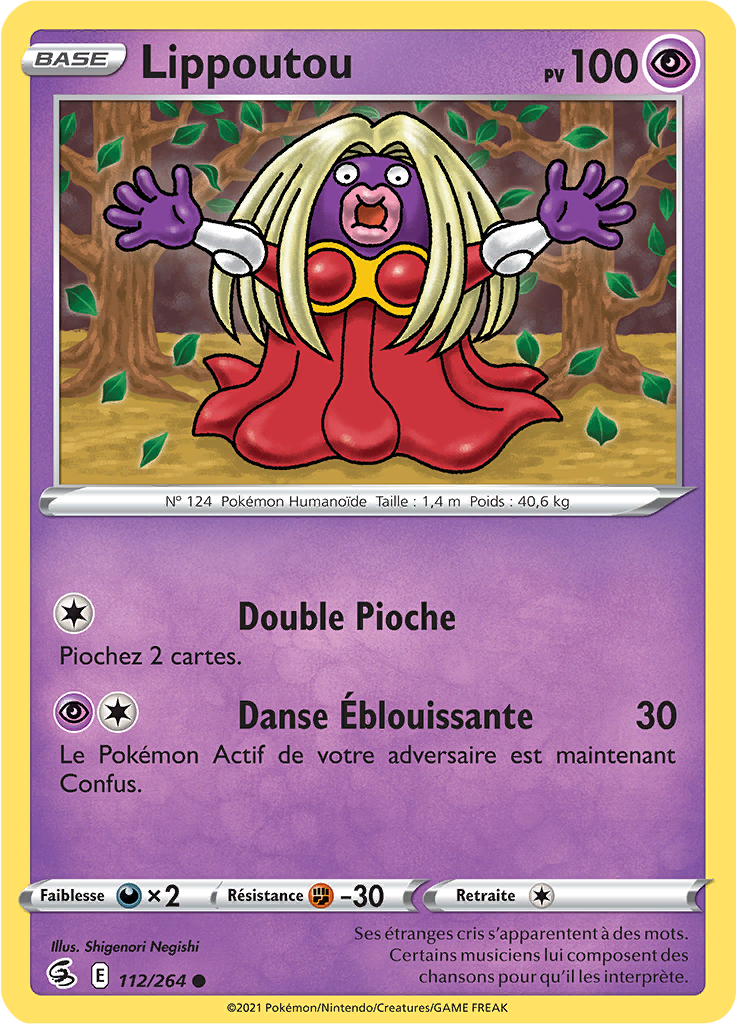 BASE Lippoutou PV 100
Nº 124 Pokémon Humanoïde Taille : 1,4 m Poids : 40,6 kg
Double Pioche
Piochez 2 cartes.
Danse Éblouissante 30
Le Pokémon Actif de votre adversaire est maintenant
Confus.
Faiblesse ×2 Résistance -30 Retraite
Illus. Shigenori Negishi
E 112/264
Ses étranges cris s'apparentent à des mots.
Certains musiciens lui composent des
chansons pour qu'il les interprète.
©2021 Pokémon/Nintendo/Creatures/GAME FREAK